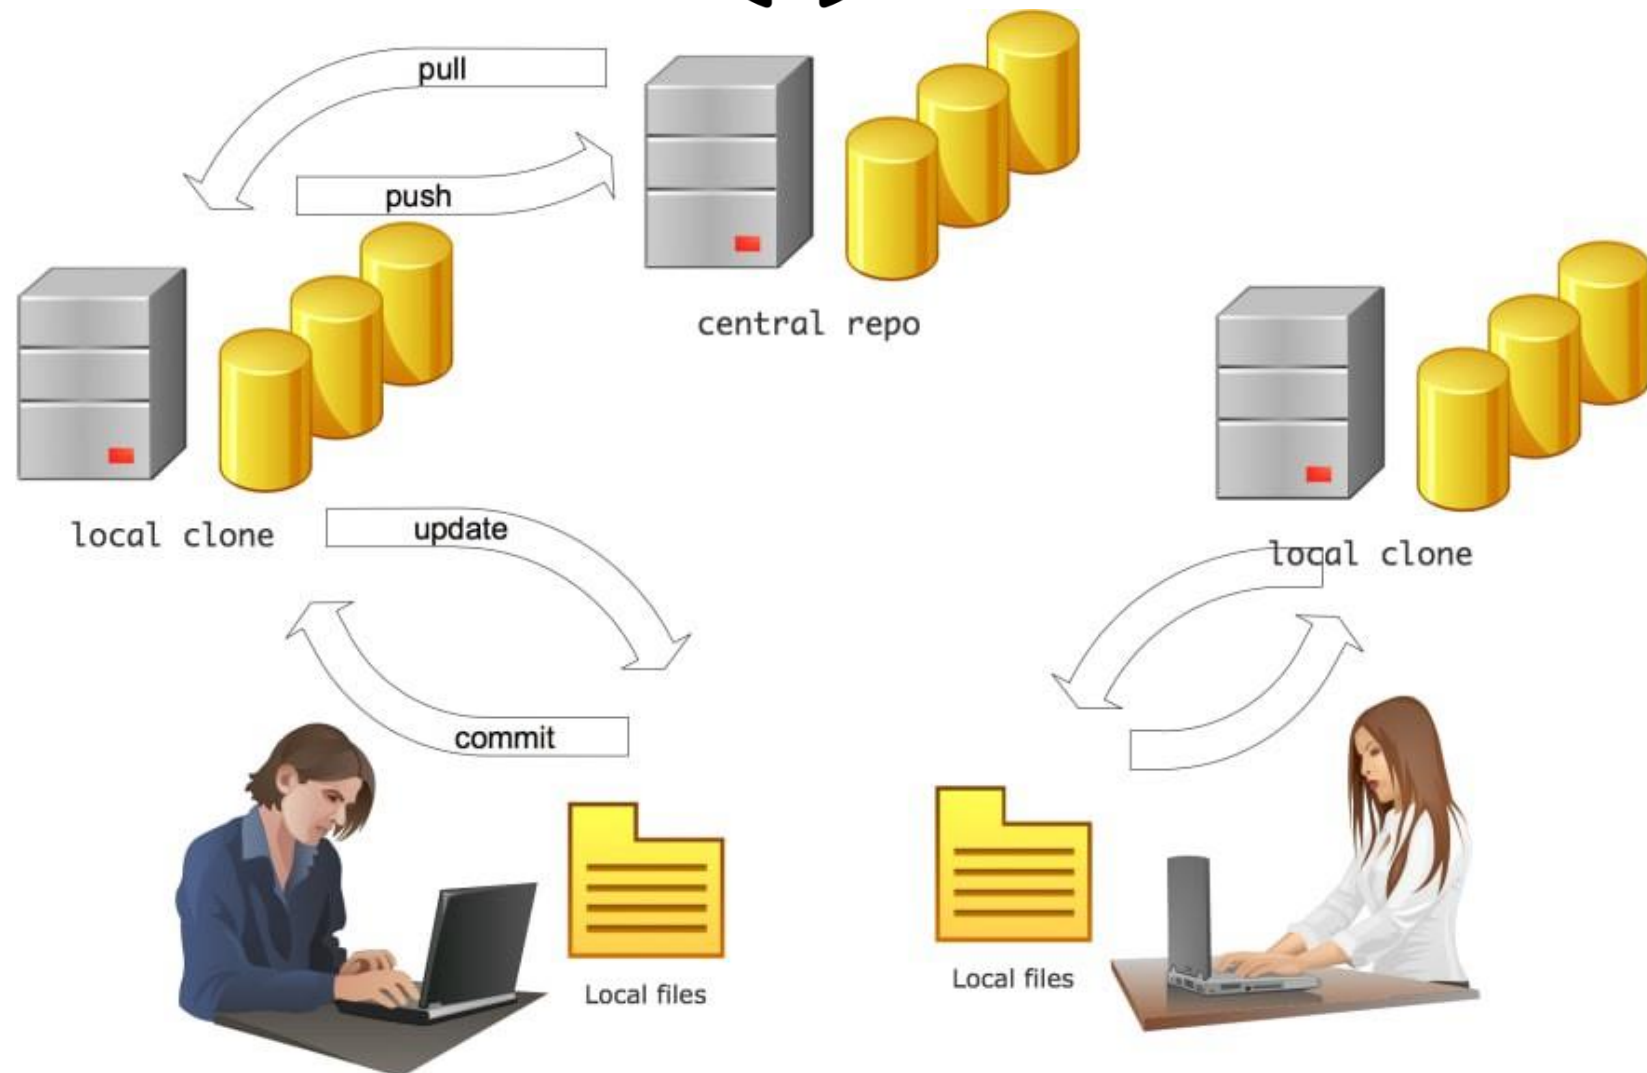 pull
push
central repo
local clone
update
local clone
commit
Local files
Local files